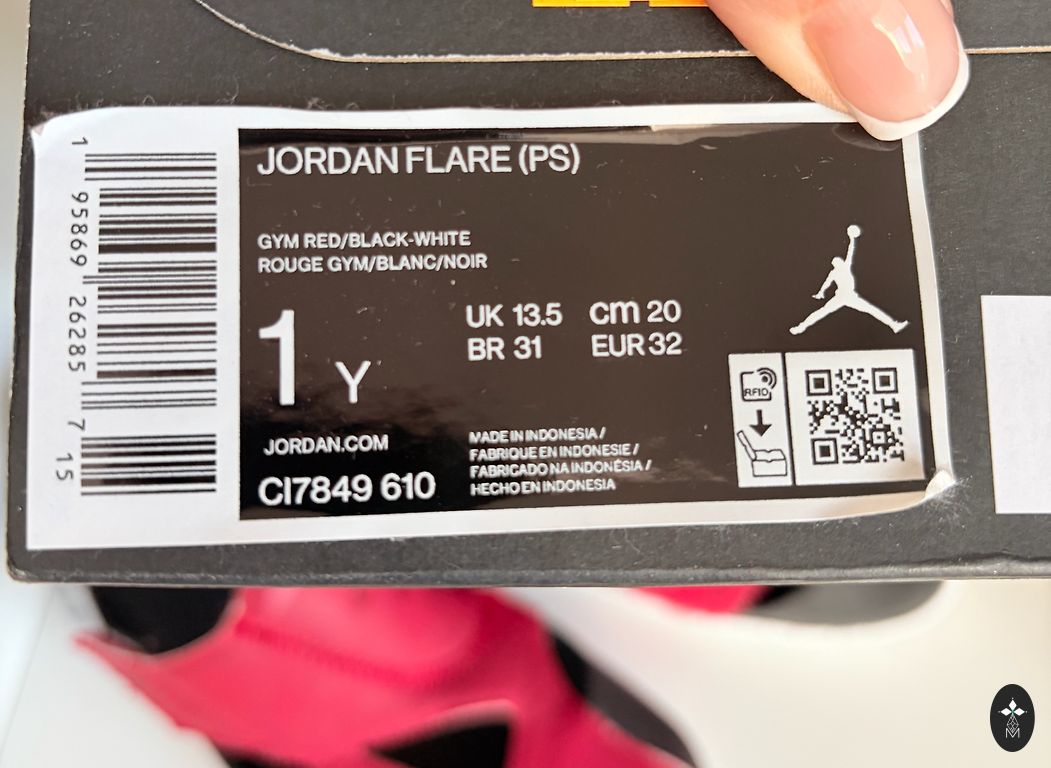 JORDAN FLARE (PS)
GYM RED/BLACK-WHITE
ROUGE GYM/BLANC/NOIR
1 Y
UK 13.5 cm 20
BR 31 EUR 32
JORDAN.COM
CI7849 610
MADE IN INDONESIA /
FABRIQUE EN INDONESIE /
FABRICADO NA INDONÉSIA /
HECHO EN INDONESIA
RFID
1 95869 26285 7 15
M